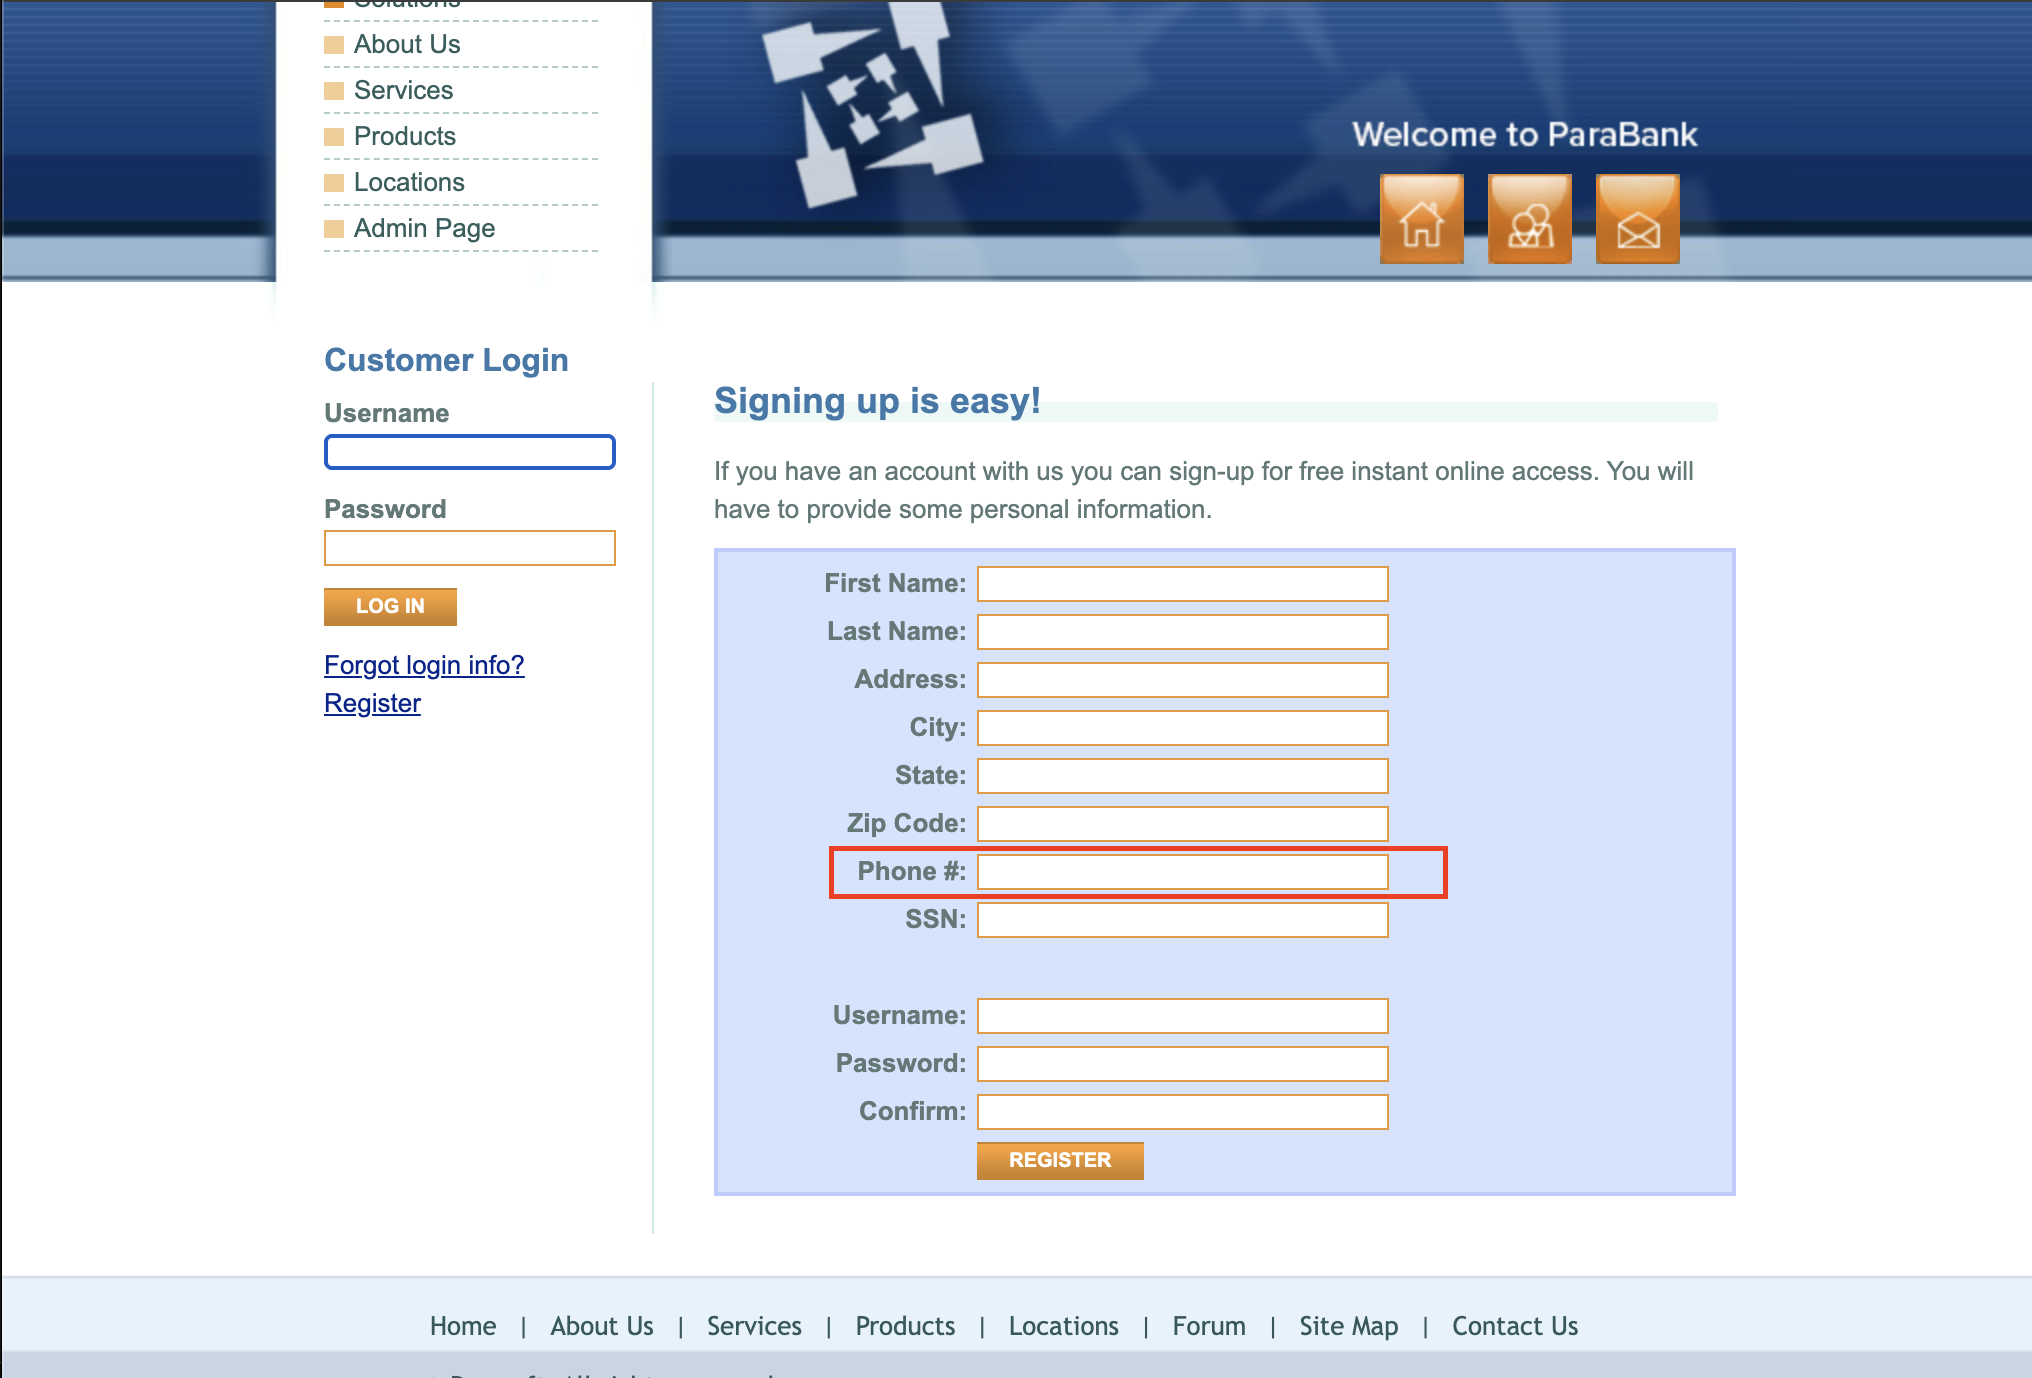 Solutions
About Us
Services
Products
Locations
Admin Page
Welcome to ParaBank
Customer Login
Username
Password
LOG IN
Forgot login info?
Register
Signing up is easy!
If you have an account with us you can sign-up for free instant online access. You will
have to provide some personal information.
First Name:
Last Name:
Address:
City:
State:
Zip Code:
Phone #:
SSN:
Username:
Password:
Confirm:
REGISTER
Home | About Us | Services | Products | Locations | Forum | Site Map | Contact Us